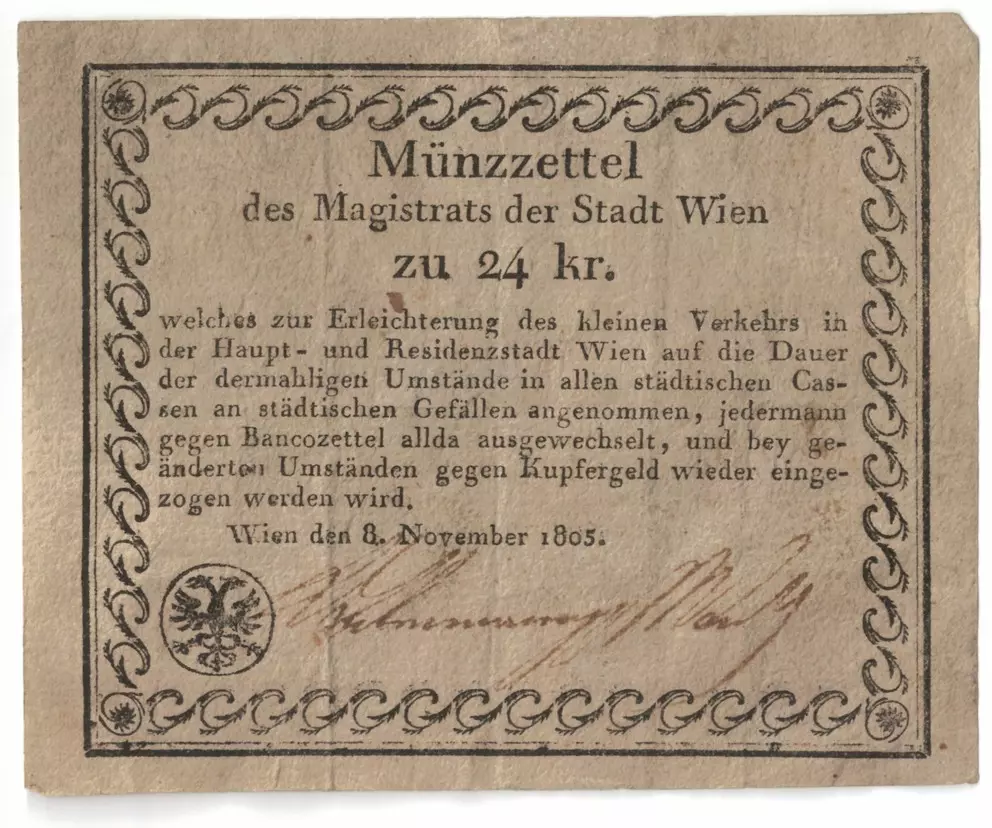 Münzzettel
des Magistrats der Stadt Wien
zu 24 kr.
welches zur Erleichterung des kleinen Verkehrs in
der Haupt- und Residenzstadt Wien auf die Dauer
der dermahligen Umstände in allen städtischen Cas-
sen an städtischen Gefällen angenommen, jedermann
gegen Bancozettel allda ausgewechselt, und bey ge-
änderten Umständen gegen Kupfergeld wieder einge-
zogen werden wird.
Wien den 8. November 1805.